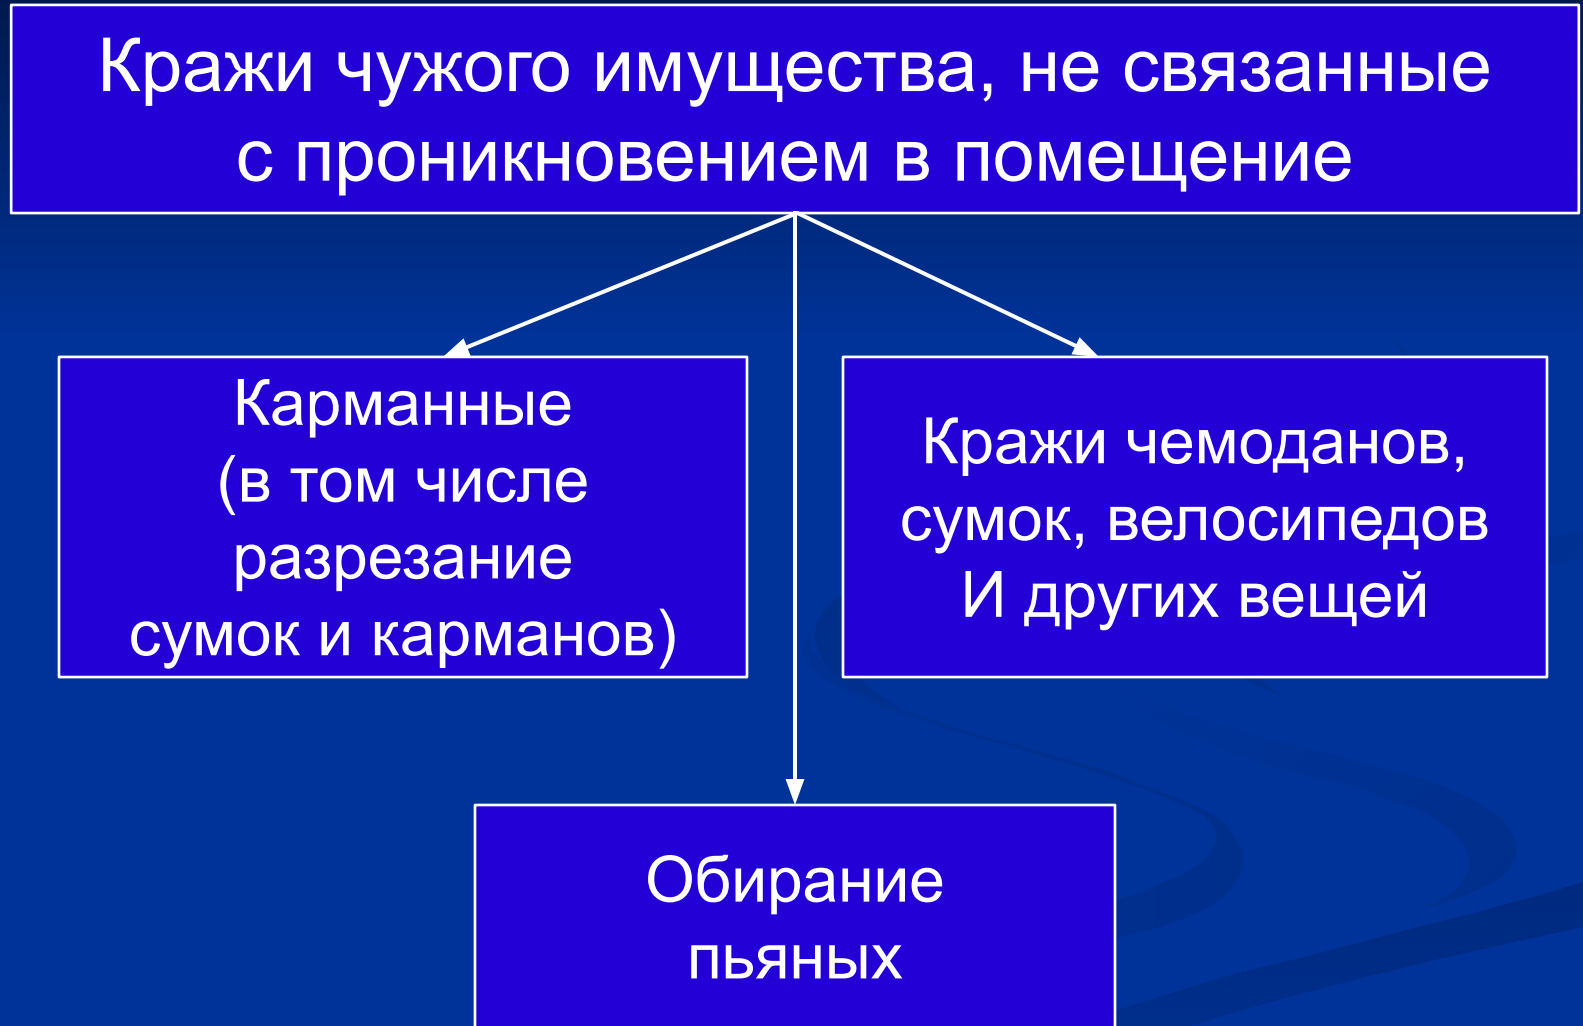 Кражи чужого имущества, не связанные
с проникновением в помещение
Карманные
(в том числе
разрезание
сумок и карманов)
Кражи чемоданов,
сумок, велосипедов
И других вещей
Обирание
пьяных